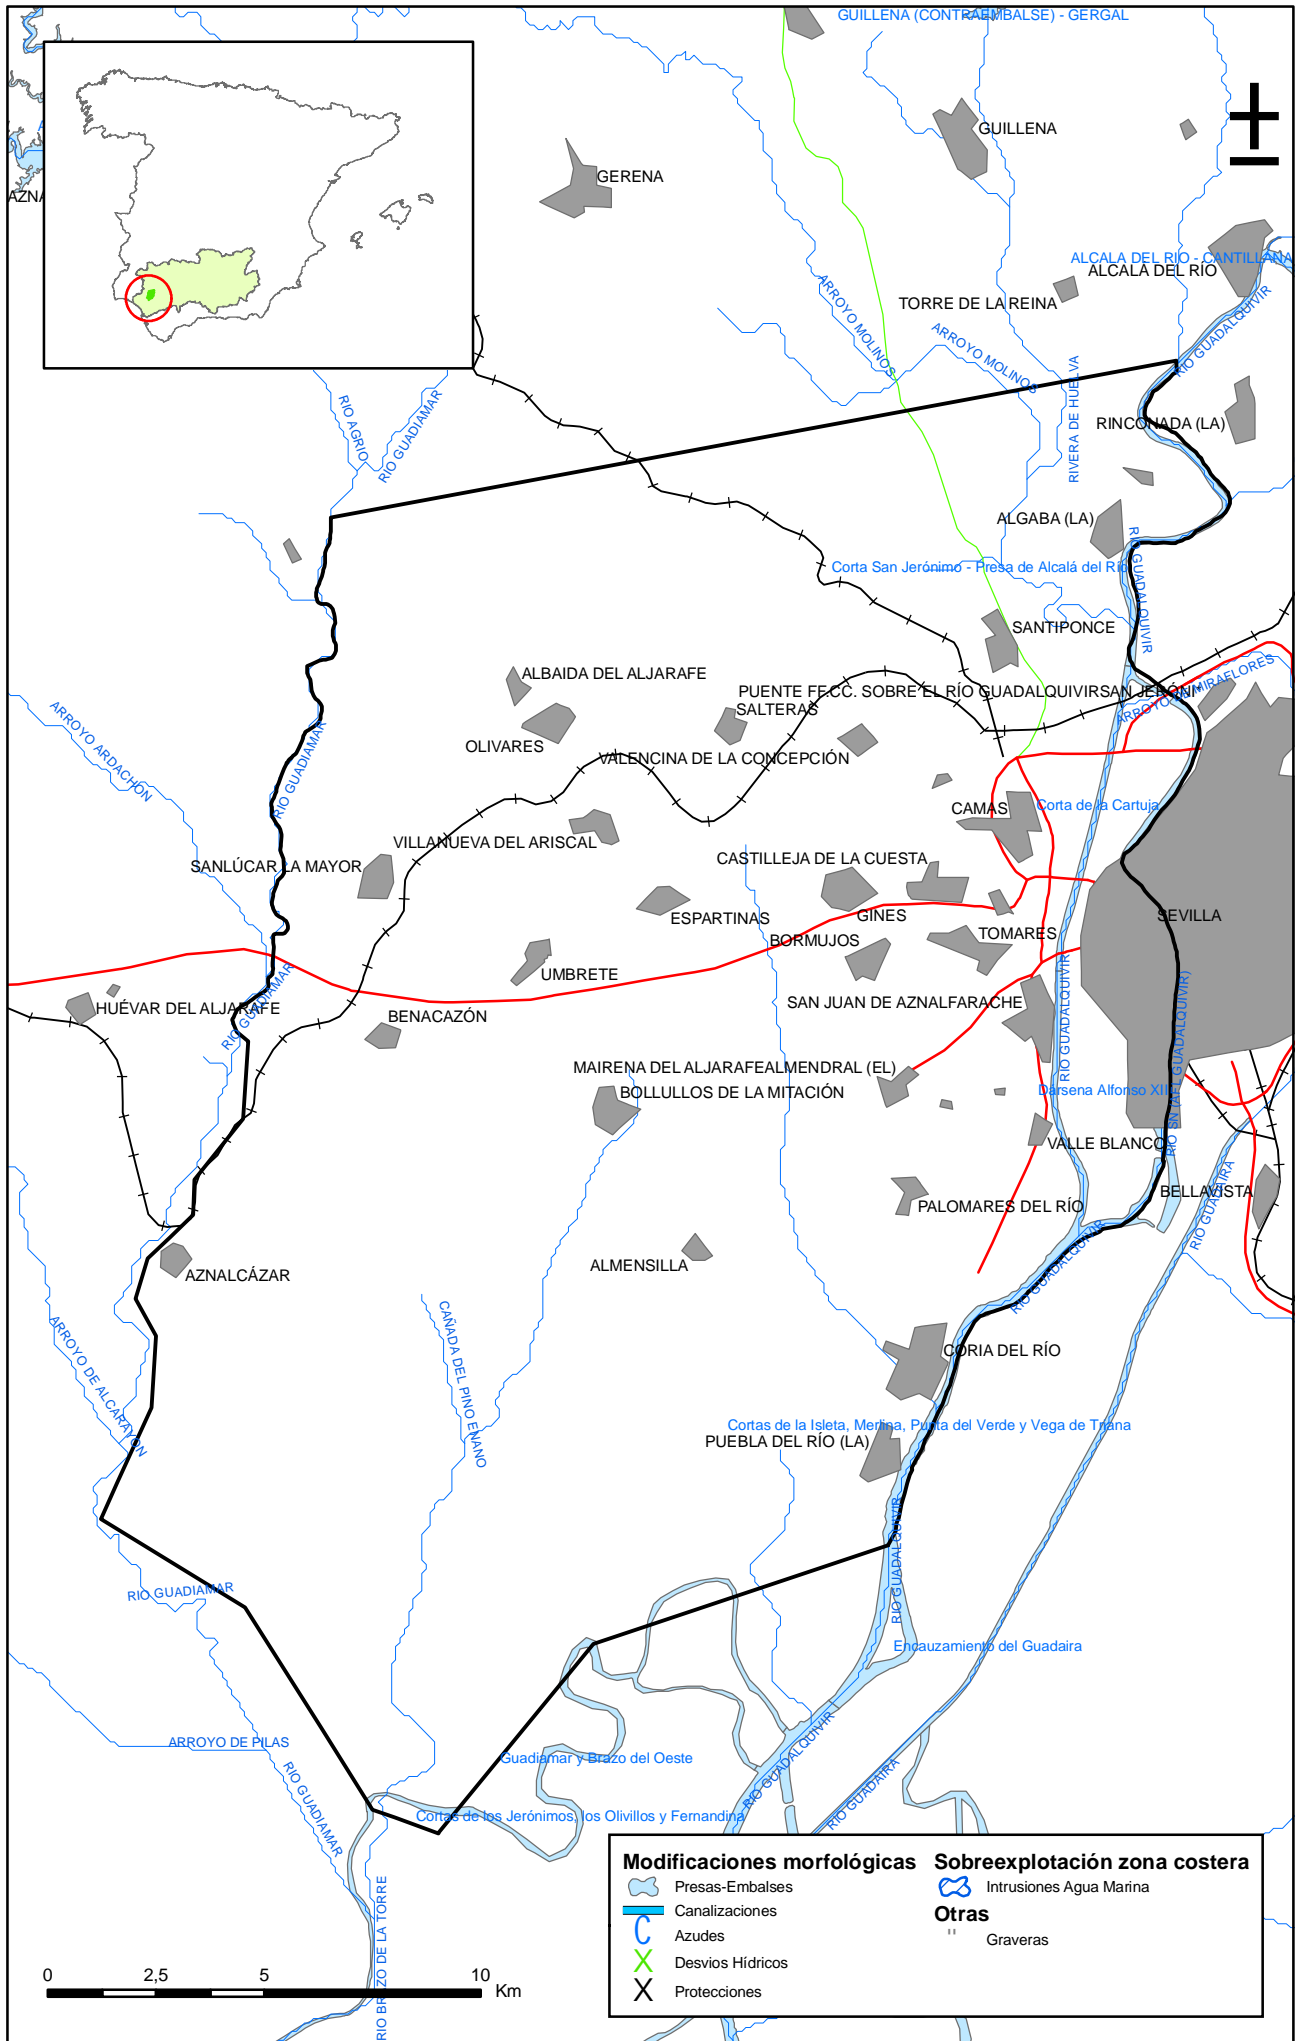 GUILLENA (CONTRAEMBALSE) - GERGAL
GUILLENA
GERENA
ALCALA DEL RIO - CANTILLANA
ALCALÁ DEL RÍO
TORRE DE LA REINA
ARROYO MOLINOS
ARROYO MOLINOS
RÍO GUADALQUIVIR
RIVERA DE HUELVA
RINCONADA (LA)
RIO AGRIO
RIO GUADIAMAR
ALGABA (LA)
Corta San Jerónimo - Presa de Alcalá del Río
RÍO GUADALQUIVIR
SANTIPONCE
ALBAIDA DEL ALJARAFE
PUENTE FF.CC. SOBRE EL RÍO GUADALQUIVIR
ARROYO DE MIRAFLORES
SALTERAS
OLIVARES
VALENCINA DE LA CONCEPCIÓN
ARROYO ARDACHON
RIO GUADIAMAR
CAMAS
Corta de la Cartuja
VILLANUEVA DEL ARISCAL
CASTILLEJA DE LA CUESTA
SANLÚCAR LA MAYOR
ESPARTINAS
GINES
SEVILLA
TOMARES
BORMUJOS
UMBRETE
SAN JUAN DE AZNALFARACHE
HUÉVAR DEL ALJARAFE
RIO GUADIAMAR
BENACAZÓN
RIO GUADALQUIVIR
MAIRENA DEL ALJARAFE
ALMENDRAL (EL)
BOLLULLOS DE LA MITACIÓN
Dársena Alfonso XIII
VALLE BLANCO
BELLAVISTA
RIO GUADAIRA
PALOMARES DEL RÍO
RIO GUADALQUIVIR
ALMENSILLA
AZNALCÁZAR
CAÑADA DEL PINO ENANO
ARROYO DE ALCARAYON
CORIA DEL RÍO
Cortas de la Isleta, Merlina, Punta del Verde y Vega de Triana
PUEBLA DEL RÍO (LA)
RIO GUADALQUIVIR
RIO GUADALQUIVIR
RIO GUADIAMAR
Encauzamiento del Guadaira
ARROYO DE PILAS
RIO GUADIAMAR
Guadiamar y Brazo del Oeste
RIO GUADALQUIVIR
RIO GUADAIRA
Cortas de los Jerónimos, los Olivillos y Fernandina
RIO BRAZO DE LA TORRE
0 2,5 5 10
Km
Modificaciones morfológicas
Presas-Embalses
Canalizaciones
Azudes
Desvios Hídricos
Protecciones
Sobreexplotación zona costera
Intrusiones Agua Marina
Otras
Graveras